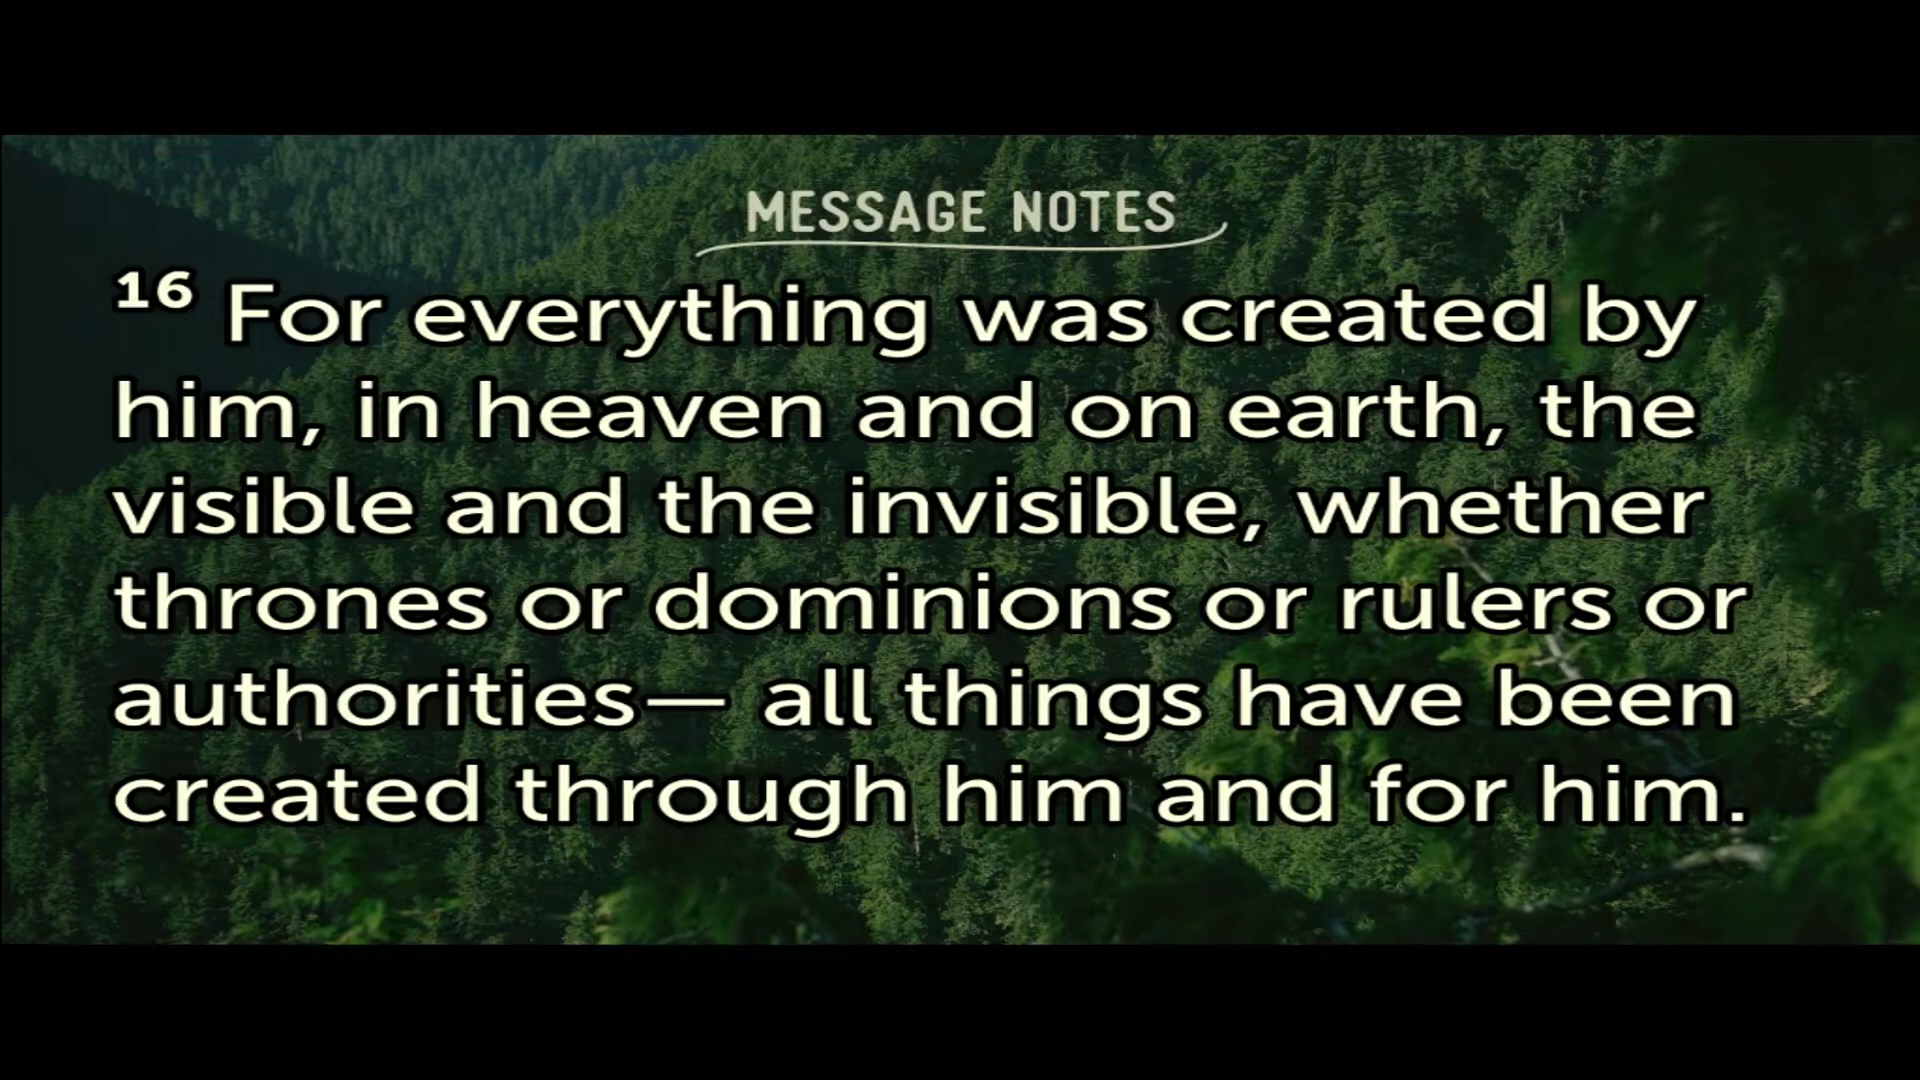 MESSAGE NOTES
¹⁶ For everything was created by
him, in heaven and on earth, the
visible and the invisible, whether
thrones or dominions or rulers or
authorities— all things have been
created through him and for him.